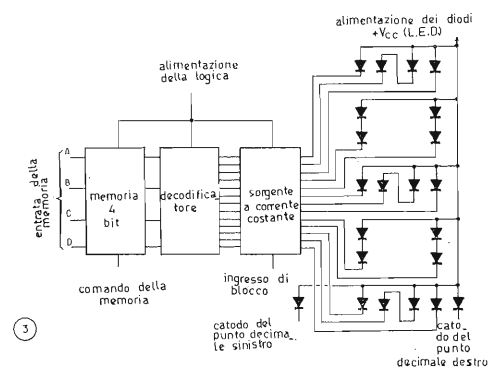 alimentazione dei diodi
+Vcc (L.E.D.)
alimentazione
della logica
entrata della
memoria
A
B
C
D
memoria
4
bit
decodifica-
tore
sorgente
a corrente
costante
comando della
memoria
ingresso di
blocco
catodo del
punto decima_
le sinistro
cato_
do del
punto
decimale destro
3